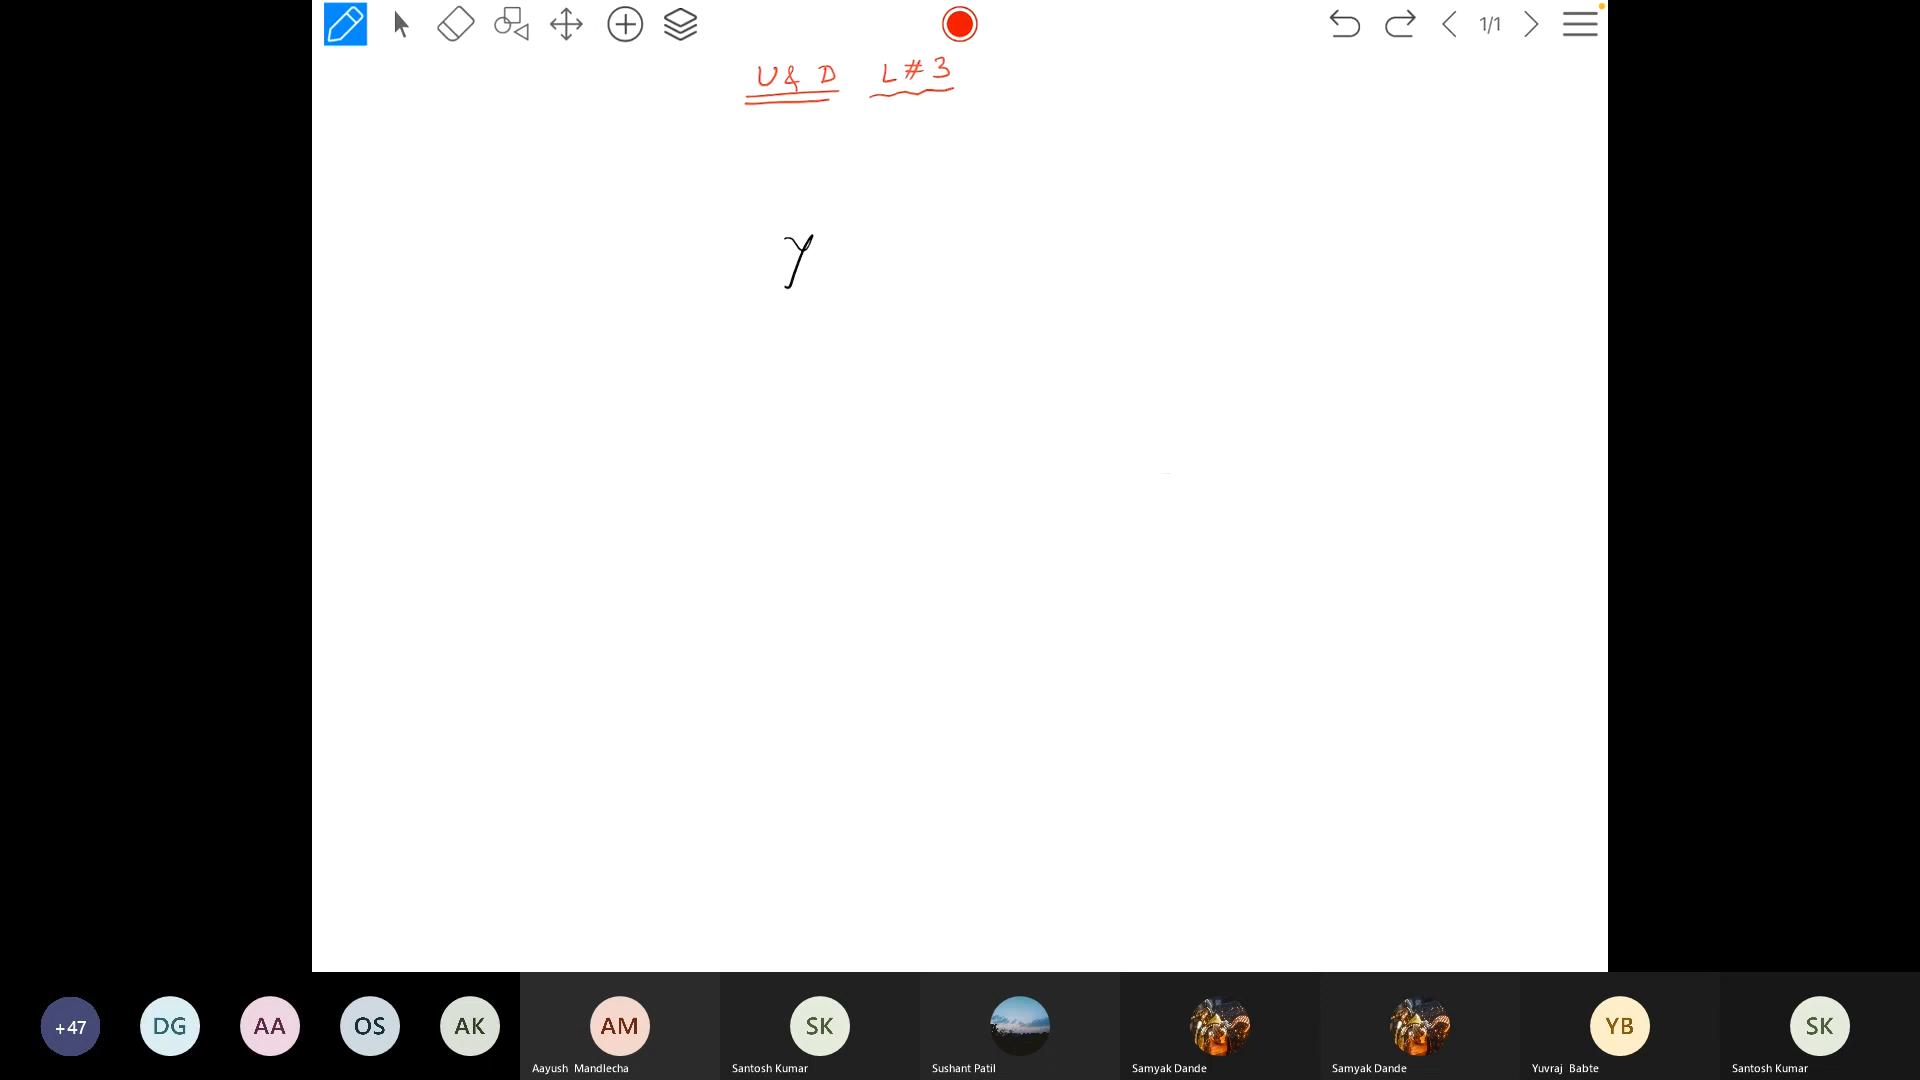 1/1
U & D L # 3
y
+47 DG AA OS AK AM SK YB SK
Aayush Mandlecha Santosh Kumar Sushant Patil Samyak Dande Samyak Dande Yuvraj Babte Santosh Kumar